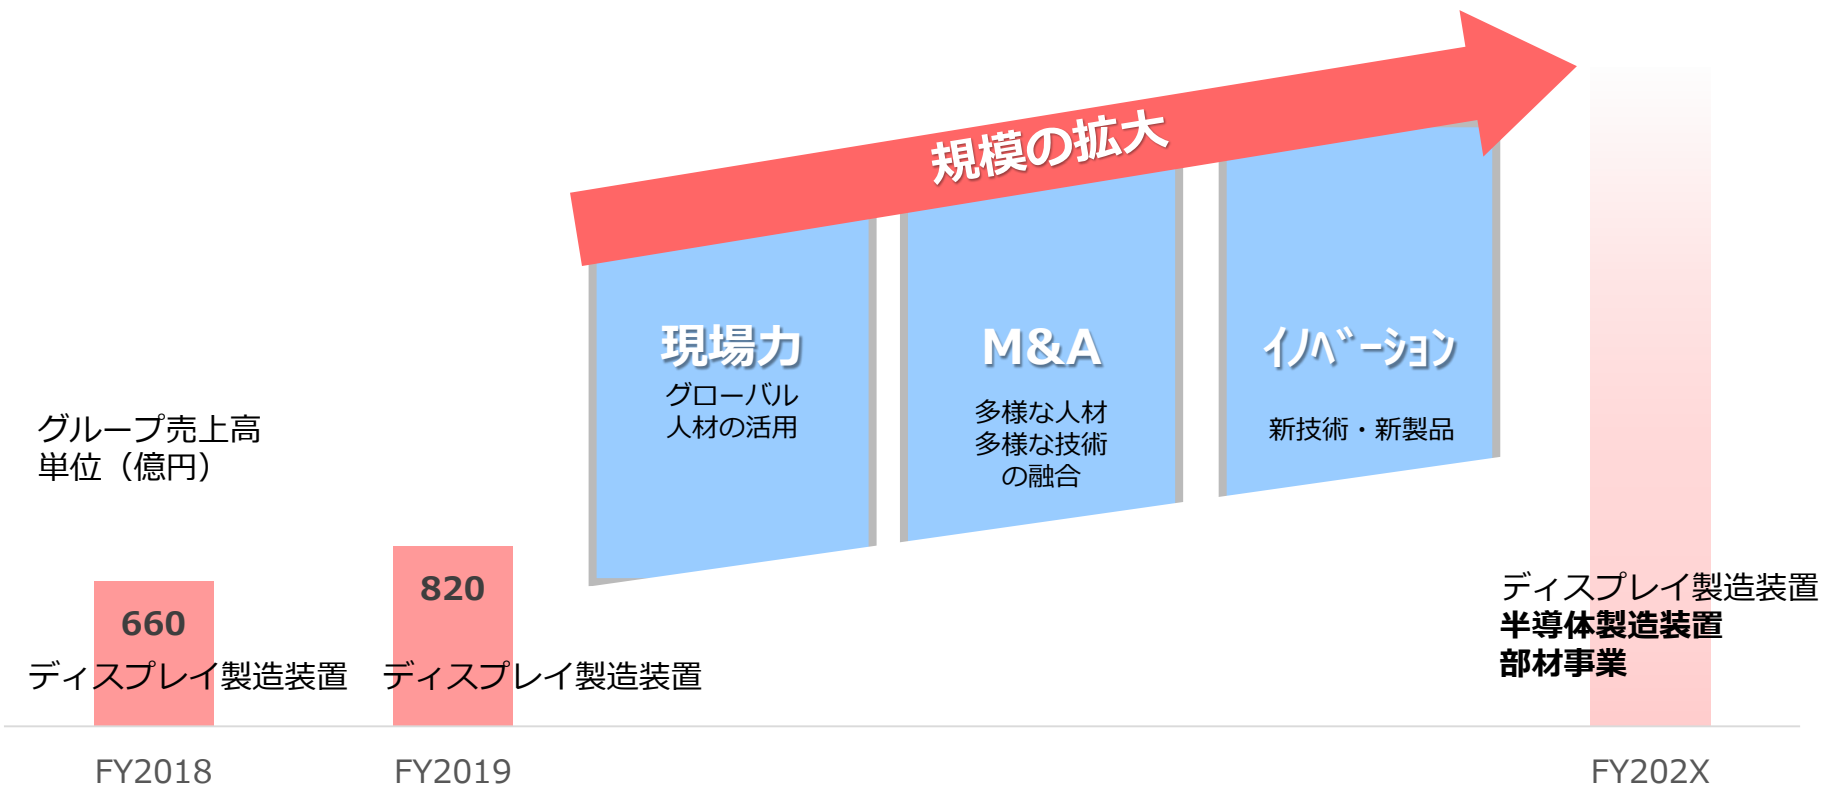 規模の拡大
現場力
グローバル
人材の活用
M&A
多様な人材
多様な技術
の融合
ｲﾉﾍﾞｰｼｮﾝ
新技術・新製品
グループ売上高
単位（億円）
660
ディスプレイ製造装置
820
ディスプレイ製造装置
ディスプレイ製造装置
半導体製造装置
部材事業
FY2018
FY2019
FY202X